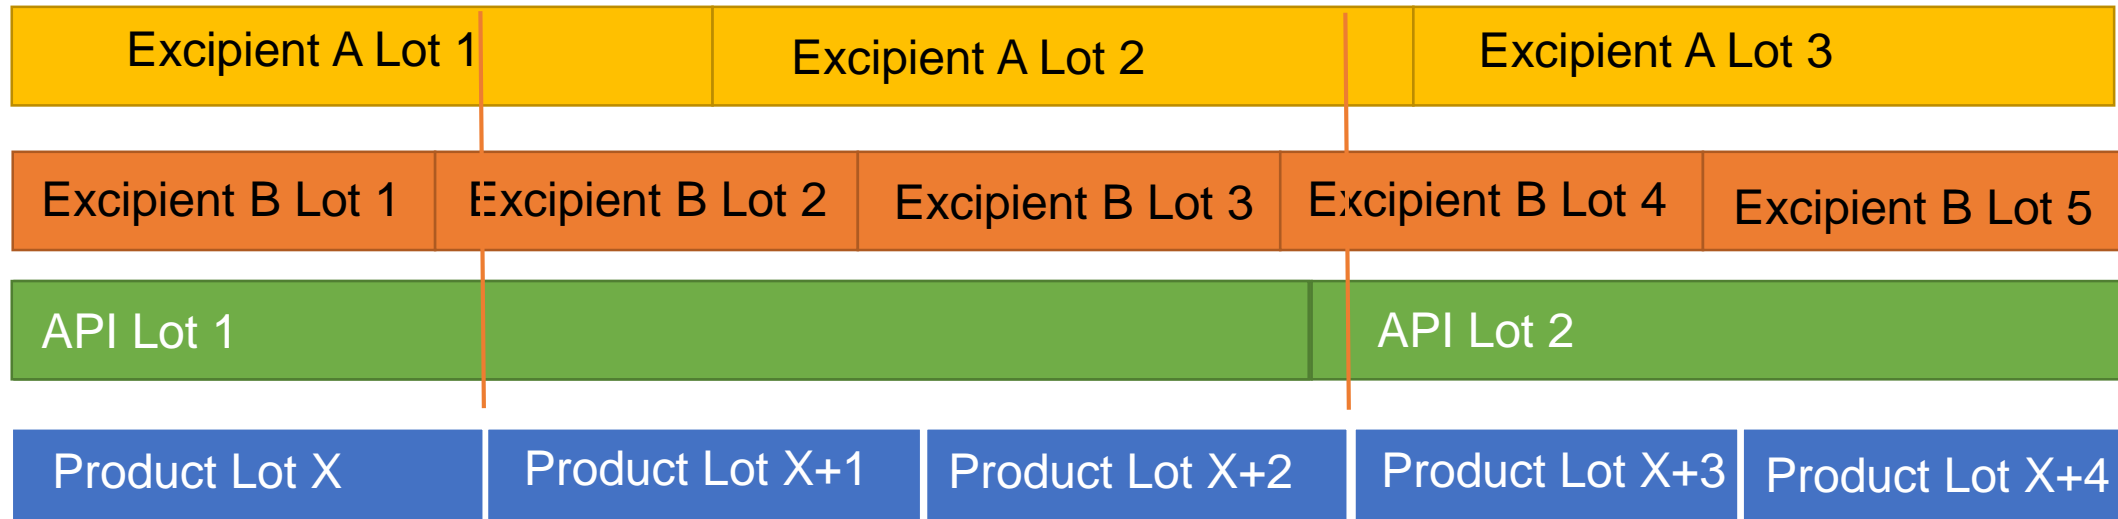 Excipient A Lot 1
Excipient A Lot 2
Excipient A Lot 3
Excipient B Lot 1
Excipient B Lot 2
Excipient B Lot 3
Excipient B Lot 4
Excipient B Lot 5
API Lot 1
API Lot 2
Product Lot X
Product Lot X+1
Product Lot X+2
Product Lot X+3
Product Lot X+4